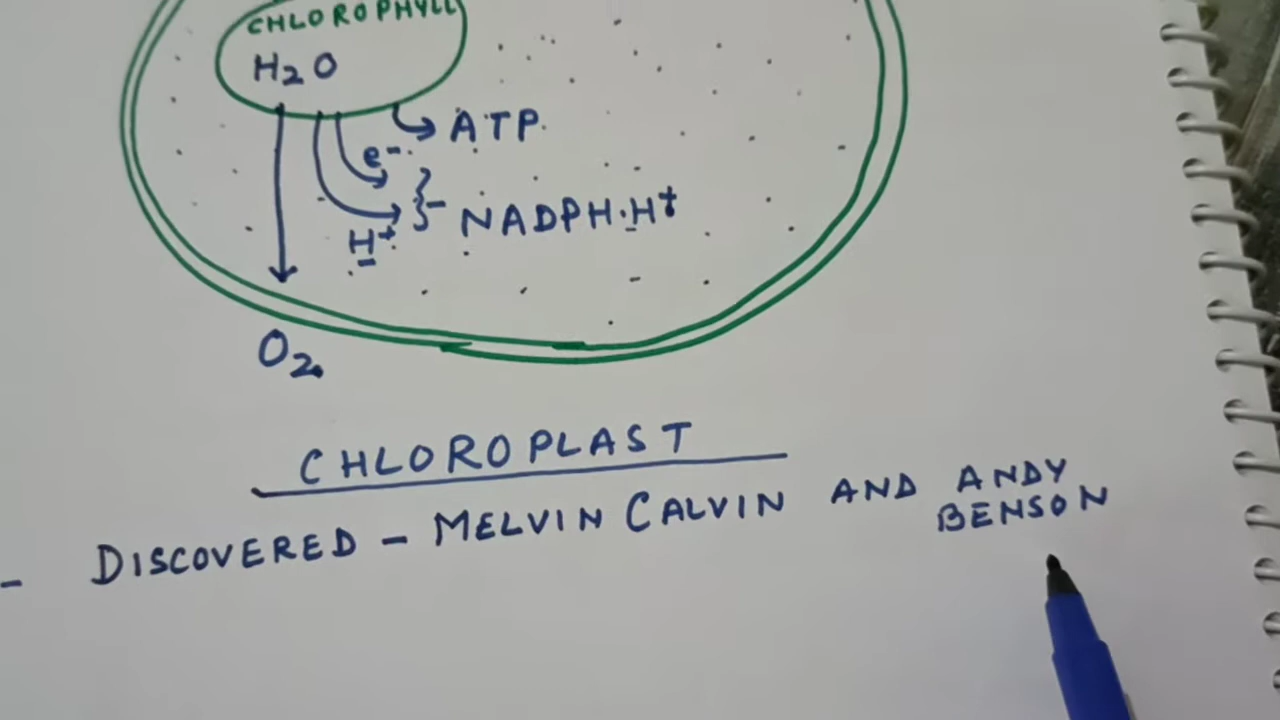 CHLOROPHYLL
H2O
ATP
e-
NADPH.H+
H+
O2
CHLOROPLAST
- DISCOVERED - MELVIN CALVIN AND ANDY
BENSON